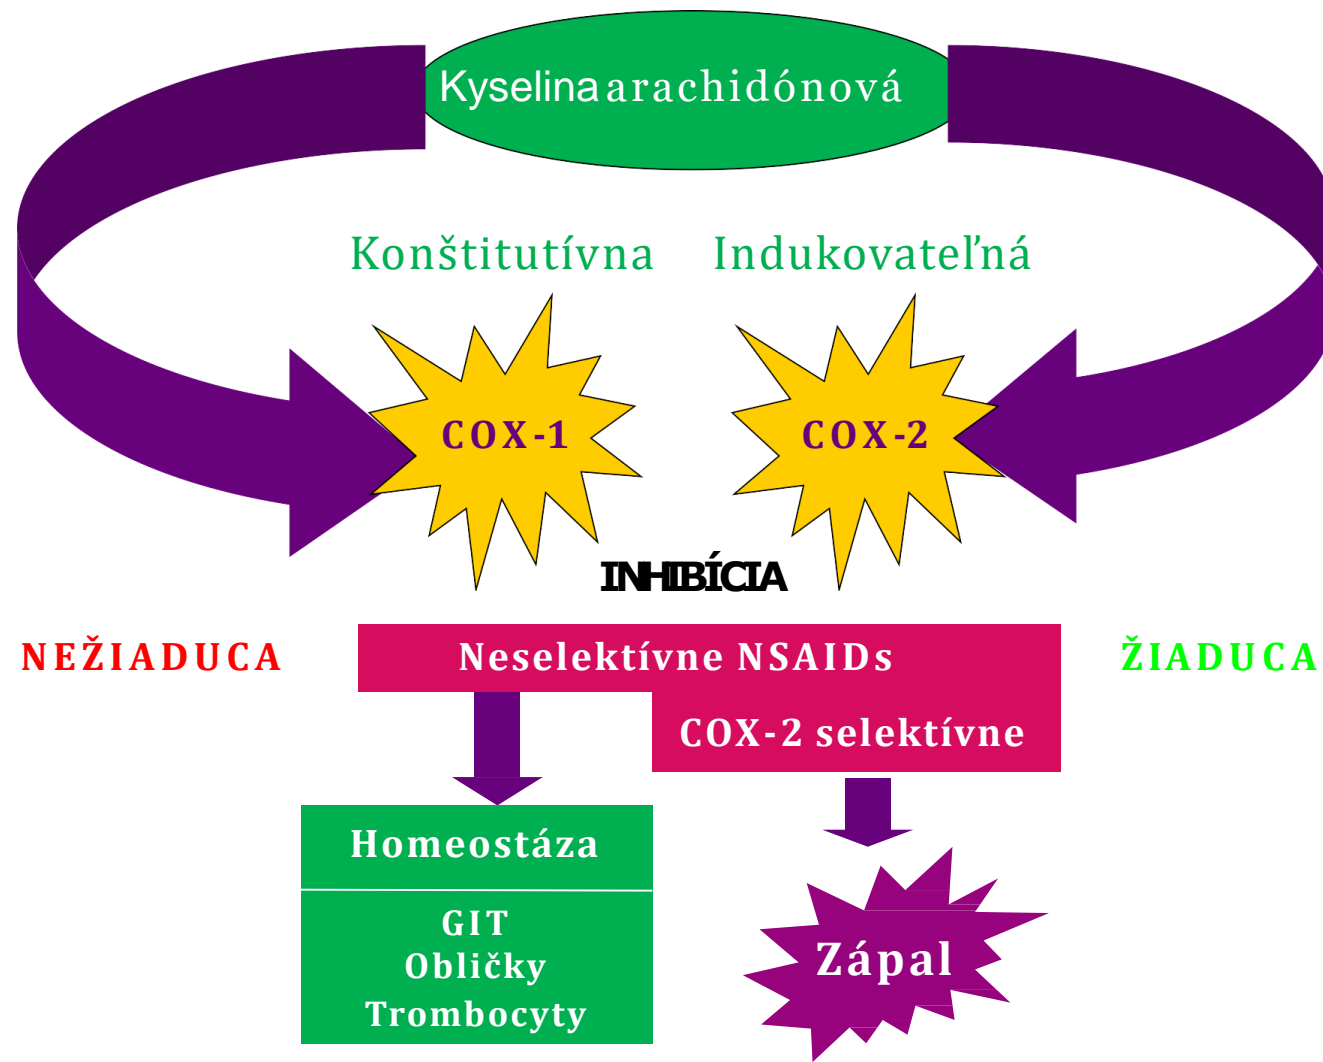 Kyselina arachidónová
Konštitutívna Indukovateľná
COX-1 COX-2
INHIBÍCIA
NEŽIADUCA Neselektívne NSAIDs ŽIADUCA
COX-2 selektívne
Homeostáza
GIT
Obličky
Trombocyty
Zápal